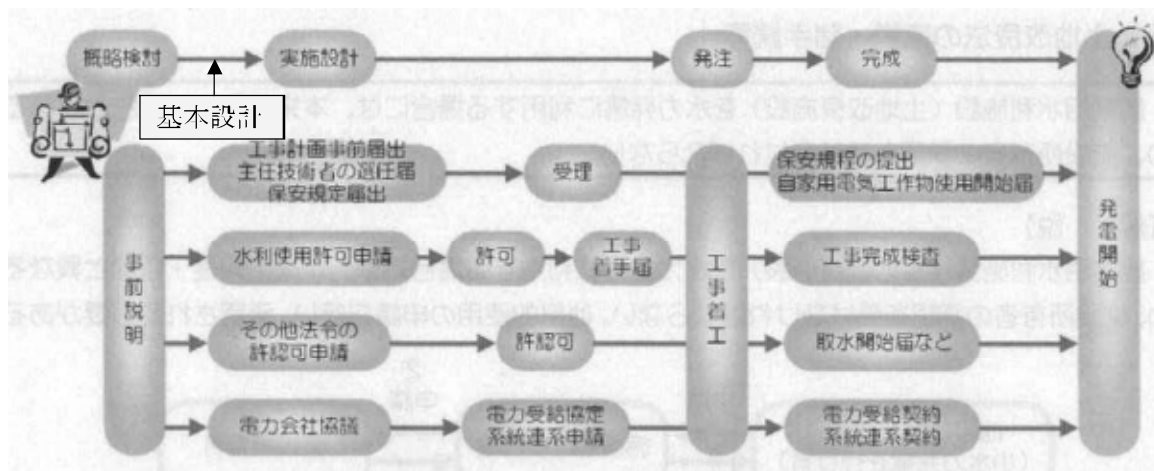 概略検討
実施設計
発注
完成
基本設計
事前説明
工事計画事前届出
主任技術者の選任届
保安規定届出
受理
工事着工
保安規程の提出
自家用電気工作物使用開始届
発電開始
水利使用許可申請
許可
工事
着手届
工事完成検査
その他法令の
許認可申請
許認可
取水開始届など
電力会社協議
電力受給協定
系統連系申請
電力受給契約
系統連系契約